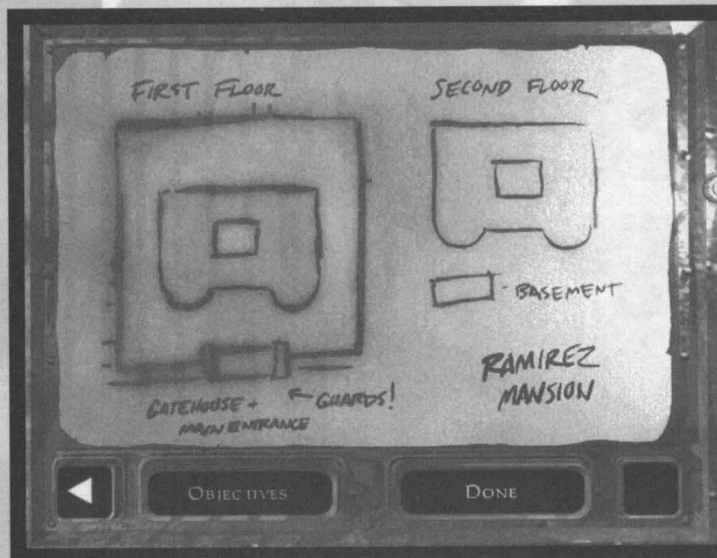 FIRST FLOOR
SECOND FLOOR
- BASEMENT
RAMIREZ
MANSION
GATEHOUSE +
MAIN ENTRANCE
← GUARDS!
OBJECTIVES
DONE